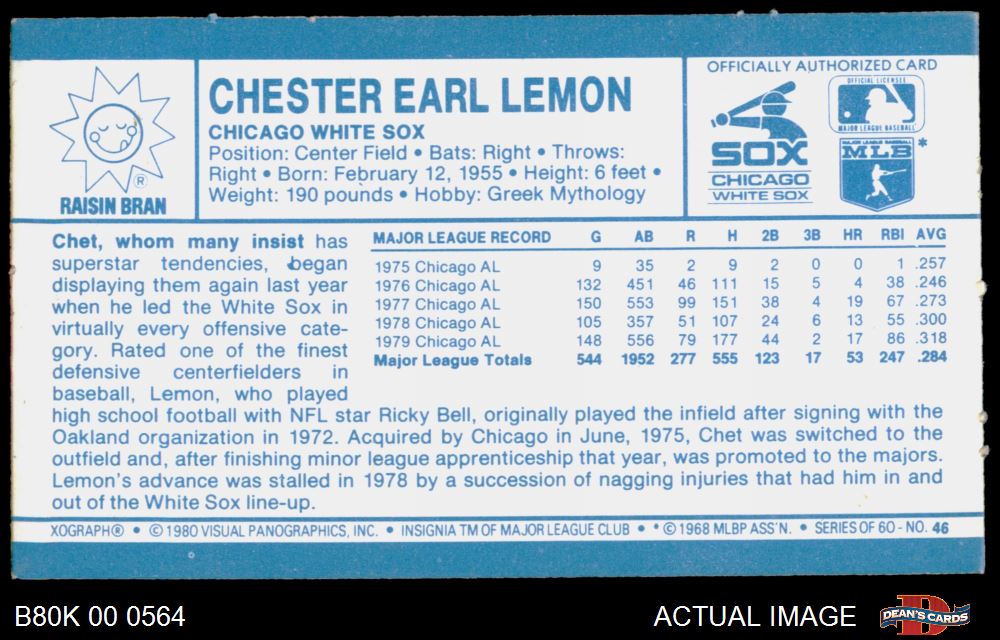 RAISIN BRAN
®
CHESTER EARL LEMON
CHICAGO WHITE SOX
Position: Center Field • Bats: Right • Throws:
Right • Born: February 12, 1955 • Height: 6 feet •
Weight: 190 pounds • Hobby: Greek Mythology
OFFICIALLY AUTHORIZED CARD
SOX
CHICAGO
WHITE SOX
OFFICIAL LICENSEE
MAJOR LEAGUE BASEBALL
MAJOR LEAGUE BASEBALL
MLB *
Chet, whom many insist has
superstar tendencies, began
displaying them again last year
when he led the White Sox in
virtually every offensive cate-
gory. Rated one of the finest
defensive centerfielders in
baseball, Lemon, who played
MAJOR LEAGUE RECORD G AB R H 2B 3B HR RBI AVG
1975 Chicago AL 9 35 2 9 2 0 0 1 .257
1976 Chicago AL 132 451 46 111 15 5 4 38 .246
1977 Chicago AL 150 553 99 151 38 4 19 67 .273
1978 Chicago AL 105 357 51 107 24 6 13 55 .300
1979 Chicago AL 148 556 79 177 44 2 17 86 .318
Major League Totals 544 1952 277 555 123 17 53 247 .284
high school football with NFL star Ricky Bell, originally played the infield after signing with the
Oakland organization in 1972. Acquired by Chicago in June, 1975, Chet was switched to the
outfield and, after finishing minor league apprenticeship that year, was promoted to the majors.
Lemon's advance was stalled in 1978 by a succession of nagging injuries that had him in and
out of the White Sox line-up.
XOGRAPH® • © 1980 VISUAL PANOGRAPHICS, INC. • INSIGNIA TM OF MAJOR LEAGUE CLUB • * © 1968 MLBP ASS'N. • SERIES OF 60 - NO. 46
B80K 00 0564
ACTUAL IMAGE
DEAN'S CARDS